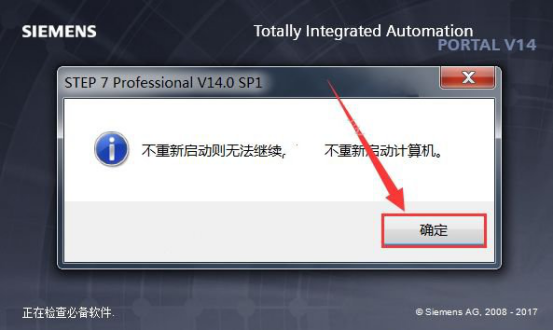 SIEMENS
Totally Integrated Automation
PORTAL V14
STEP 7 Professional V14.0 SP1
不重新启动则无法继续, 不重新启动计算机。
确定
正在检查必备软件.
© Siemens AG, 2008 - 2017